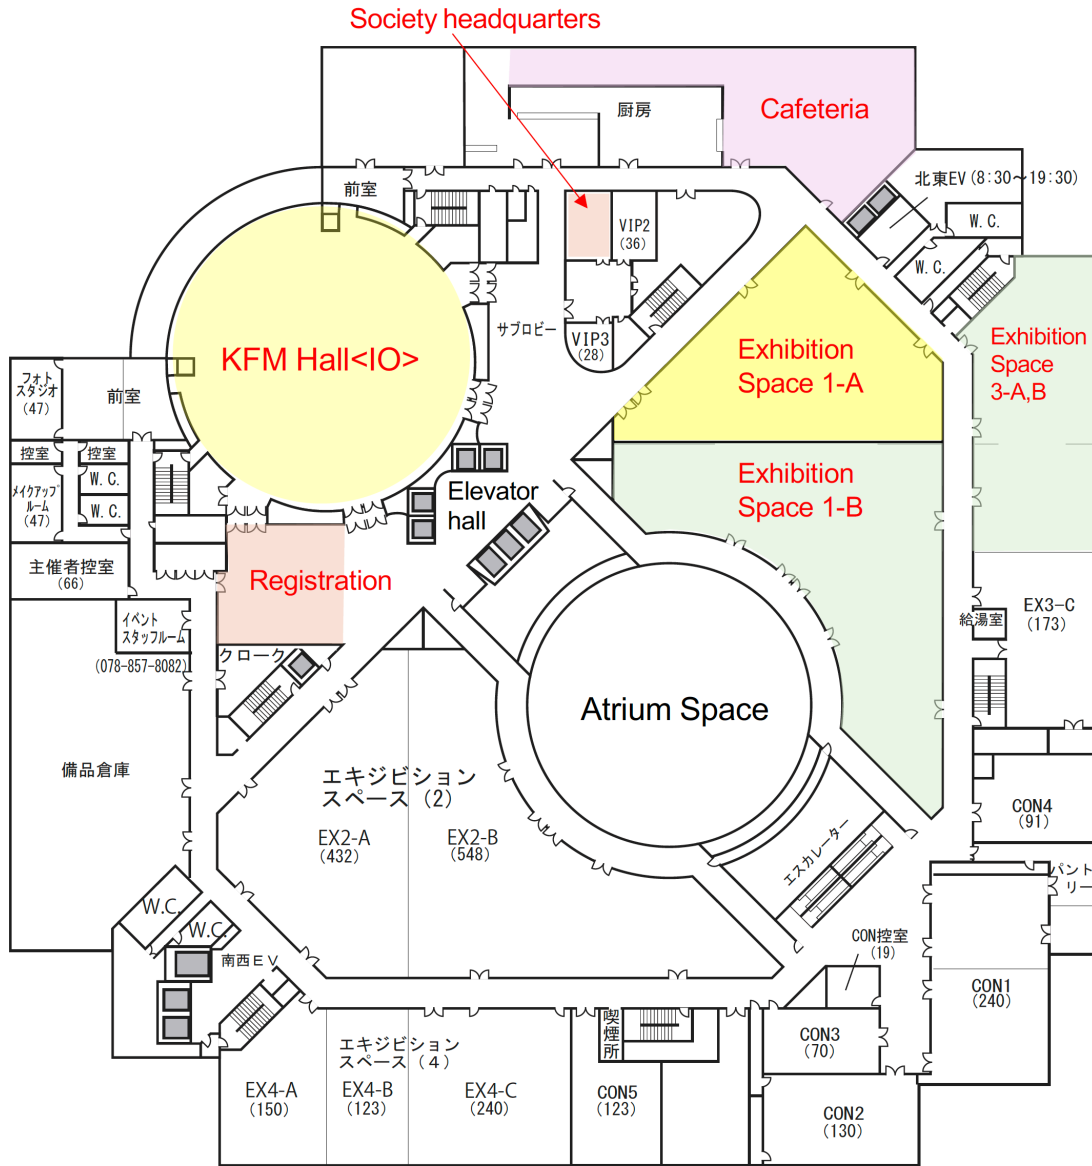 Society headquarters
厨房
Cafeteria
前室
北東EV(8:30〜19:30)
W.C.
VIP2
(36)
W.C.
サブロビー
VIP3
(28)
KFM Hall<IO>
Exhibition
Space 1-A
Exhibition
Space
3-A,B
フォト
スタジオ
(47)
前室
控室
控室
W.C.
メイクアップ
ルーム
(47)
W.C.
Elevator
hall
Exhibition
Space 1-B
主催者控室
(66)
Registration
イベント
スタッフルーム
(078-857-8082)
クローク
給湯室
EX3-C
(173)
Atrium Space
備品倉庫
エキジビション
スペース(2)
EX2-A
(432)
EX2-B
(548)
CON4
(91)
エスカレーター
パント
リー
W.C.
W.C.
南西EV
CON控室
(19)
CON1
(240)
喫煙所
エキジビション
スペース(4)
CON3
(70)
EX4-A
(150)
EX4-B
(123)
EX4-C
(240)
CON5
(123)
CON2
(130)